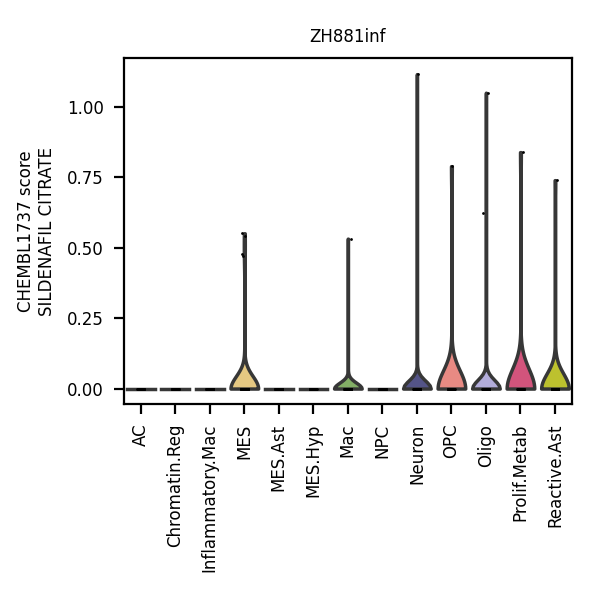 ZH881inf
CHEMBL1737 score
SILDENAFIL CITRATE
1.00
0.75
0.50
0.25
0.00
AC
Chromatin.Reg
Inflammatory.Mac
MES
MES.Ast
MES.Hyp
Mac
NPC
Neuron
OPC
Oligo
Prolif.Metab
Reactive.Ast